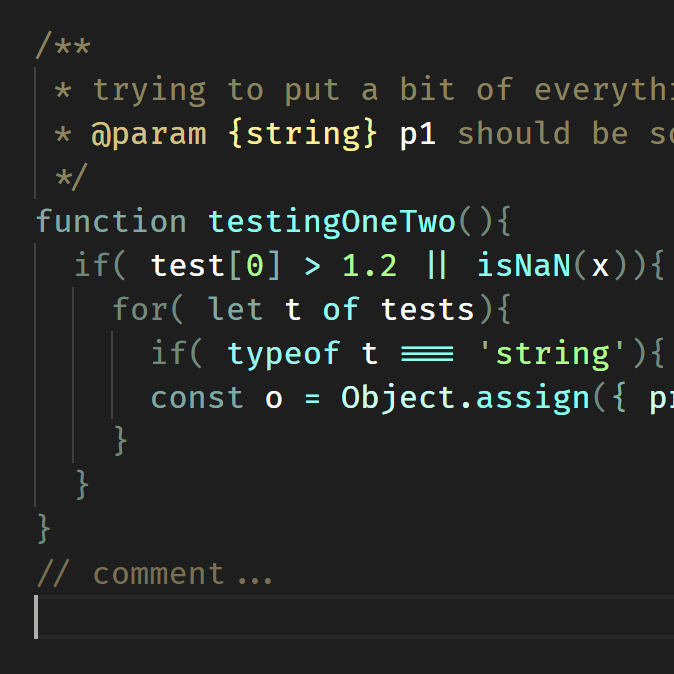 /**
 * trying to put a bit of everythi
 * @param {string} p1 should be so
 */
function testingOneTwo(){
  if( test[0] > 1.2 || isNaN(x)){
    for( let t of tests){
      if( typeof t === 'string'){
      const o = Object.assign({ pr
    }
  }
}
// comment...